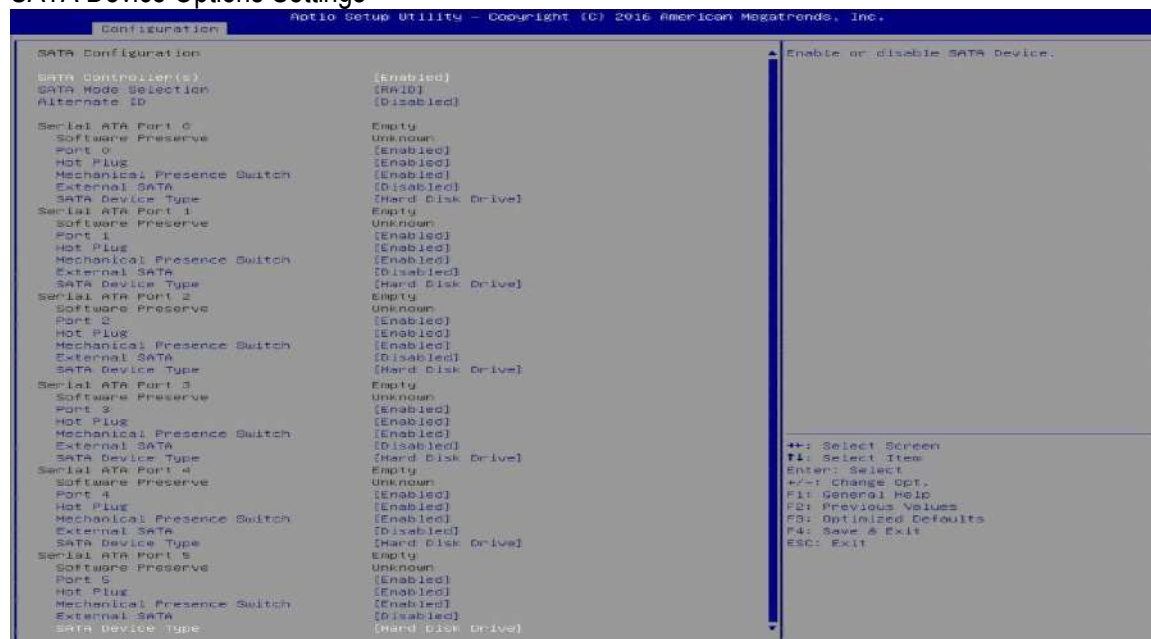 SATA Device Options Settings
Aptio Setup Utility – Copyright (C) 2016 American Megatrends, Inc.
Configuration
SATA Configuration
SATA Controller(s) [Enabled]
SATA Mode Selection [RAID]
Alternate ID [Disabled]
Serial ATA Port 0 Empty
Software Preserve Unknown
Port 0 [Enabled]
Hot Plug [Enabled]
Mechanical Presence Switch [Enabled]
External SATA [Disabled]
SATA Device Type [Hard Disk Drive]
Serial ATA Port 1 Empty
Software Preserve Unknown
Port 1 [Enabled]
Hot Plug [Enabled]
Mechanical Presence Switch [Enabled]
External SATA [Disabled]
SATA Device Type [Hard Disk Drive]
Serial ATA Port 2 Empty
Software Preserve Unknown
Port 2 [Enabled]
Hot Plug [Enabled]
Mechanical Presence Switch [Enabled]
External SATA [Disabled]
SATA Device Type [Hard Disk Drive]
Serial ATA Port 3 Empty
Software Preserve Unknown
Port 3 [Enabled]
Hot Plug [Enabled]
Mechanical Presence Switch [Enabled]
External SATA [Disabled]
SATA Device Type [Hard Disk Drive]
Serial ATA Port 4 Empty
Software Preserve Unknown
Port 4 [Enabled]
Hot Plug [Enabled]
Mechanical Presence Switch [Enabled]
External SATA [Disabled]
SATA Device Type [Hard Disk Drive]
Serial ATA Port 5 Empty
Software Preserve Unknown
Port 5 [Enabled]
Hot Plug [Enabled]
Mechanical Presence Switch [Enabled]
External SATA [Disabled]
SATA Device Type [Hard Disk Drive]
Enable or disable SATA Device.
→←: Select Screen
↑↓: Select Item
Enter: Select
+/-: Change Opt.
F1: General Help
F2: Previous Values
F3: Optimized Defaults
F4: Save & Exit
ESC: Exit